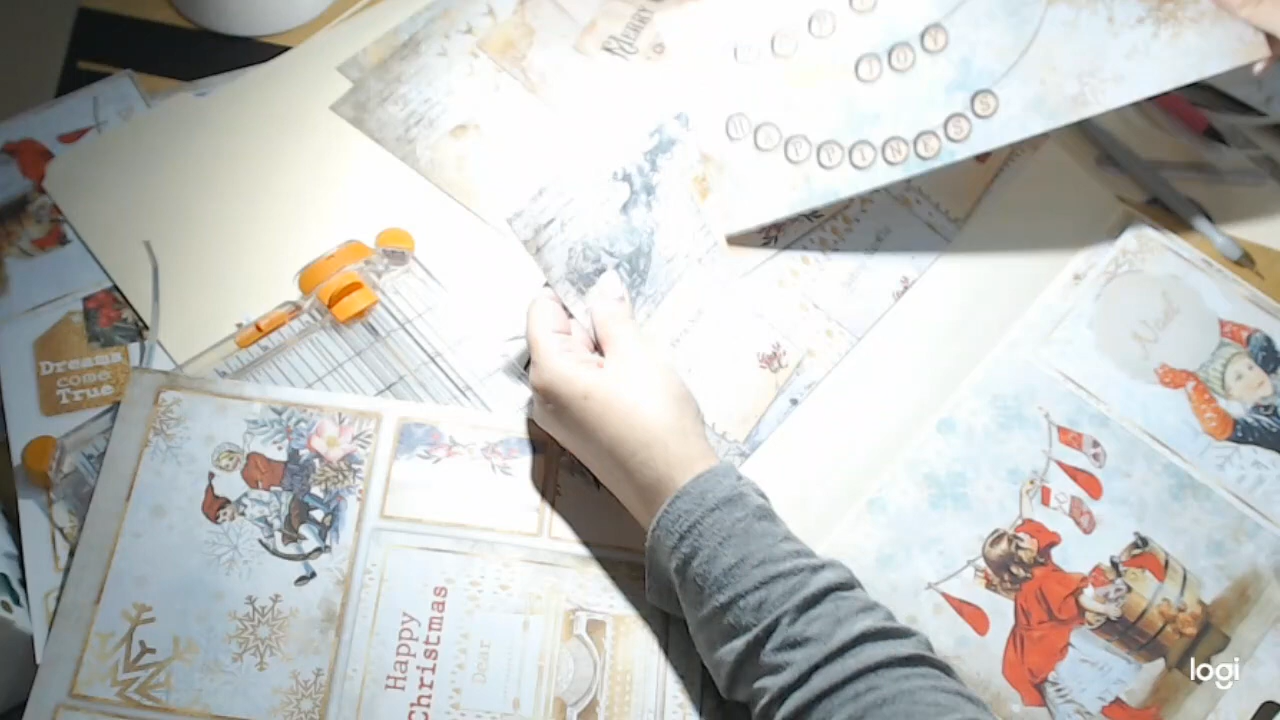 MERRY
JOY
HAPPINESS
Dreams
come
True
Noel
Happy
Christmas
Dear
logi